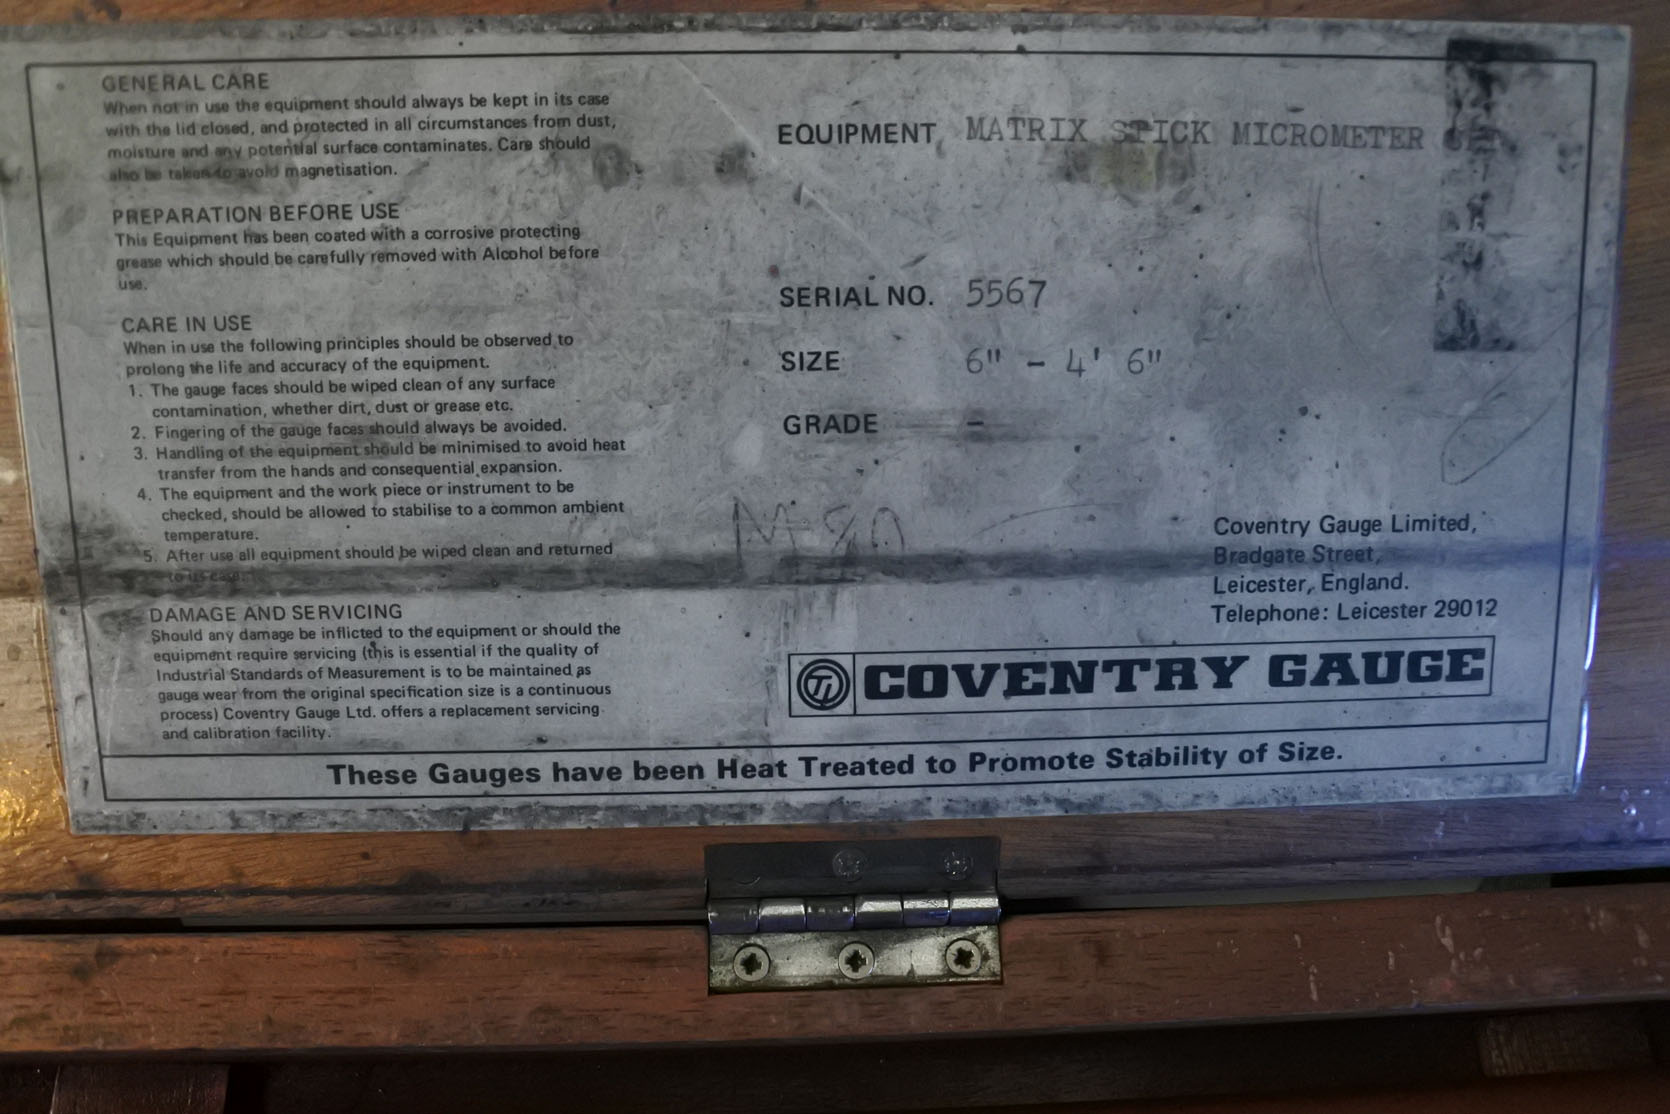 GENERAL CARE
When not in use the equipment should always be kept in its case
with the lid closed, and protected in all circumstances from dust,
moisture and any potential surface contaminates. Care should
also be taken to avoid magnetisation.
PREPARATION BEFORE USE
This Equipment has been coated with a corrosive protecting
grease which should be carefully removed with Alcohol before
use.
CARE IN USE
When in use the following principles should be observed to
prolong the life and accuracy of the equipment.
1. The gauge faces should be wiped clean of any surface
contamination, whether dirt, dust or grease etc.
2. Fingering of the gauge faces should always be avoided.
3. Handling of the equipment should be minimised to avoid heat
transfer from the hands and consequential expansion.
4. The equipment and the work piece or instrument to be
checked, should be allowed to stabilise to a common ambient
temperature.
5. After use all equipment should be wiped clean and returned
to its case.
DAMAGE AND SERVICING
Should any damage be inflicted to the equipment or should the
equipment require servicing (this is essential if the quality of
Industrial Standards of Measurement is to be maintained as
gauge wear from the original specification size is a continuous
process) Coventry Gauge Ltd. offers a replacement servicing
and calibration facility.
EQUIPMENT MATRIX STICK MICROMETER
SERIAL NO. 5567
SIZE 6" - 4' 6"
GRADE -
Coventry Gauge Limited,
Bradgate Street,
Leicester, England.
Telephone: Leicester 29012
TI COVENTRY GAUGE
These Gauges have been Heat Treated to Promote Stability of Size.